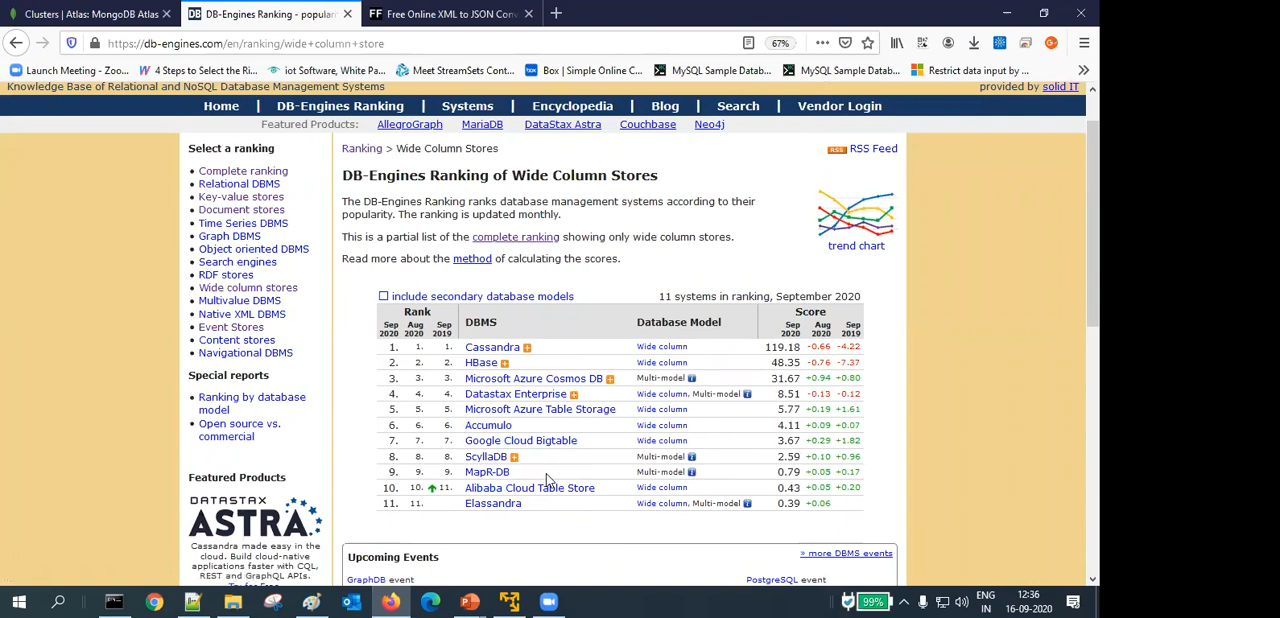 Clusters | Atlas: MongoDB Atlas
DB-Engines Ranking - popular
Free Online XML to JSON Conv
https://db-engines.com/en/ranking/wide+column+store
67%
Launch Meeting - Zoo...
4 Steps to Select the Ri...
iot Software, White Pa...
Meet StreamSets Cont...
Box | Simple Online C...
MySQL Sample Datab...
MySQL Sample Datab...
Restrict data input by ...
Knowledge Base of Relational and NoSQL Database Management Systems
provided by solid IT
Home | DB-Engines Ranking | Systems | Encyclopedia | Blog | Search | Vendor Login
Featured Products: AllegroGraph MariaDB DataStax Astra Couchbase Neo4j
Select a ranking
Complete ranking
Relational DBMS
Key-value stores
Document stores
Time Series DBMS
Graph DBMS
Object oriented DBMS
Search engines
RDF stores
Wide column stores
Multivalue DBMS
Native XML DBMS
Event Stores
Content stores
Navigational DBMS
Special reports
Ranking by database
model
Open source vs.
commercial
Featured Products
DATASTAX
ASTRA
Cassandra made easy in the
cloud. Build cloud-native
applications faster with CQL,
REST and GraphQL APIs.
Try for Free
Ranking > Wide Column Stores
RSS RSS Feed
DB-Engines Ranking of Wide Column Stores
The DB-Engines Ranking ranks database management systems according to their
popularity. The ranking is updated monthly.
This is a partial list of the complete ranking showing only wide column stores.
Read more about the method of calculating the scores.
trend chart
include secondary database models
11 systems in ranking, September 2020
Rank DBMS Database Model Score
Sep 2020 Aug 2020 Sep 2019 Sep 2020 Aug 2020 Sep 2019
1. 1. 1. Cassandra Wide column 119.18 -0.66 -4.22
2. 2. 2. HBase Wide column 48.35 -0.76 -7.37
3. 3. 3. Microsoft Azure Cosmos DB Multi-model 31.67 +0.94 +0.80
4. 4. 4. Datastax Enterprise Wide column, Multi-model 8.51 -0.13 -0.12
5. 5. 5. Microsoft Azure Table Storage Wide column 5.77 +0.19 +1.61
6. 6. 6. Accumulo Wide column 4.11 +0.09 +0.07
7. 7. 7. Google Cloud Bigtable Wide column 3.67 +0.29 +1.82
8. 8. 8. ScyllaDB Multi-model 2.59 +0.10 +0.96
9. 9. 9. MapR-DB Multi-model 0.79 +0.05 +0.17
10. 10. 11. Alibaba Cloud Table Store Wide column 0.43 +0.05 +0.20
11. 11. Elassandra Wide column, Multi-model 0.39 +0.06
Upcoming Events
» more DBMS events
GraphDB event
PostgreSQL event
99%
ENG
IN
12:36
16-09-2020